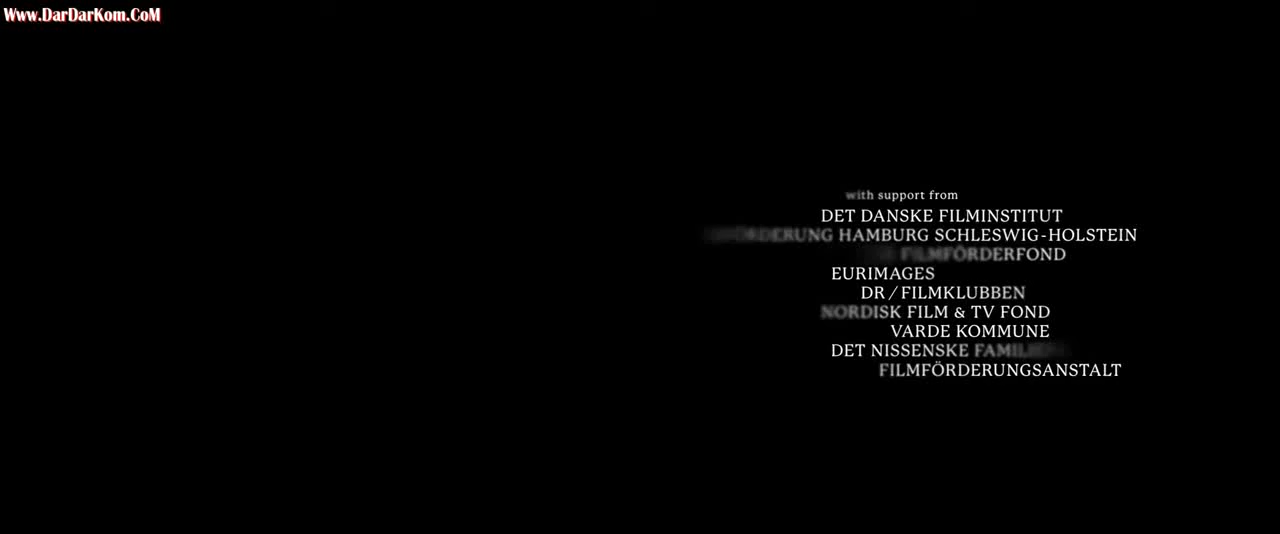 Www.DarDarKom.CoM
with support from
DET DANSKE FILMINSTITUT
HAMBURG SCHLESWIG-HOLSTEIN
FILMFÖRDERFOND
EURIMAGES
DR / FILMKLUBBEN
NORDISK FILM & TV FOND
VARDE KOMMUNE
DET NISSENSKE
FILMFÖRDERUNGSANSTALT